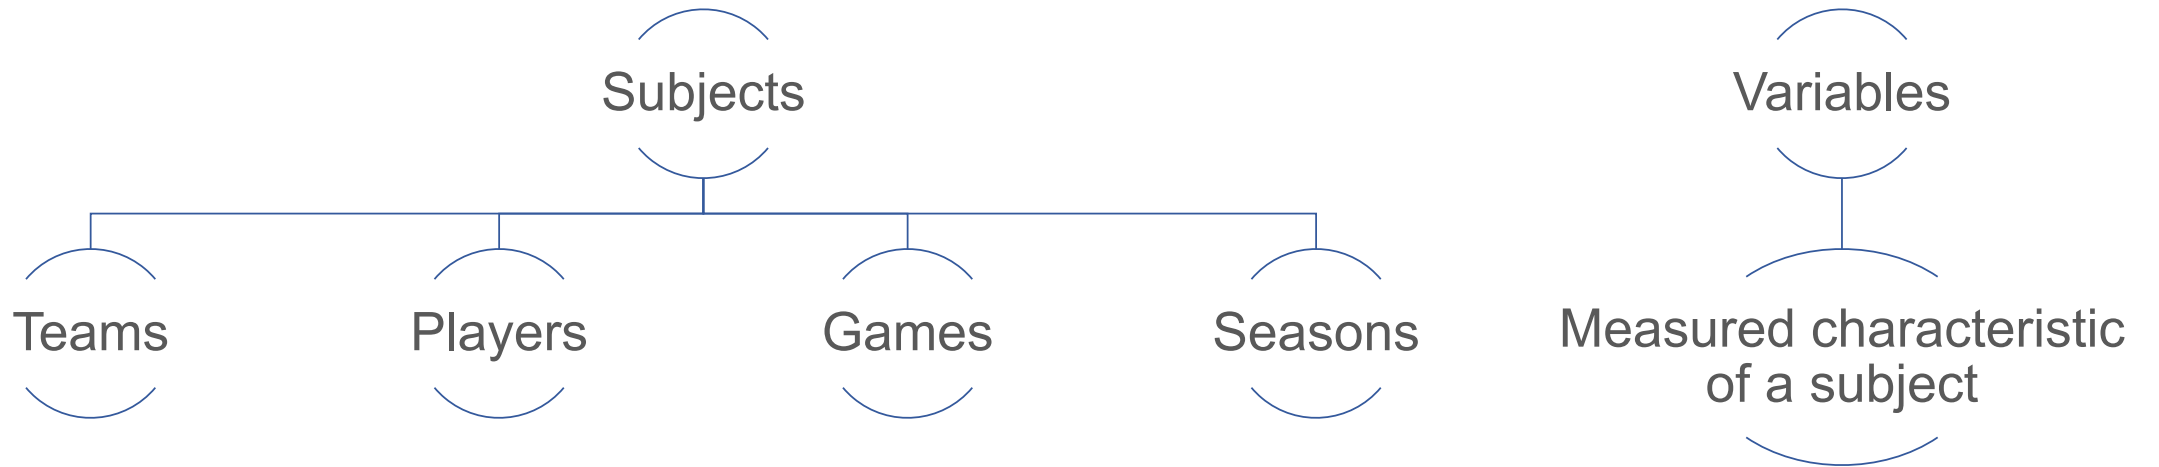 Subjects
Variables
Teams
Players
Games
Seasons
Measured characteristic
of a subject